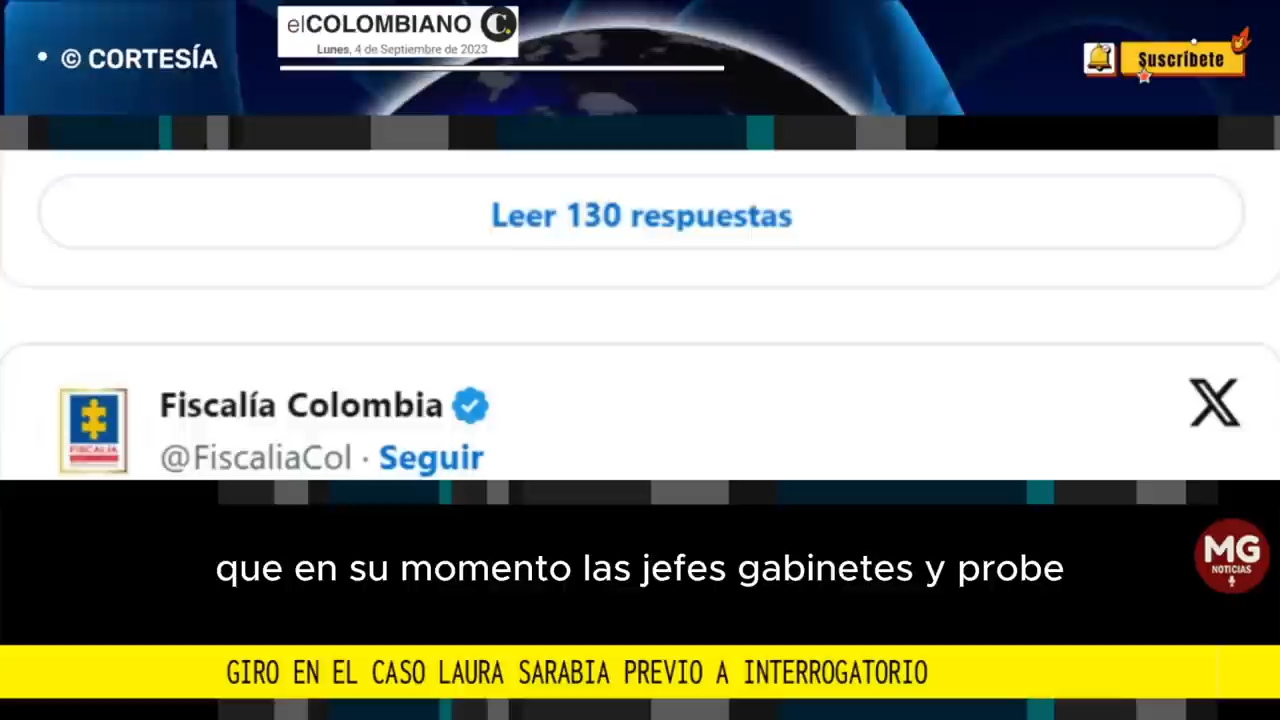 • © CORTESÍA
elCOLOMBIANO C.
Lunes, 4 de Septiembre de 2023
Suscríbete
Leer 130 respuestas
Fiscalía Colombia
@FiscaliaCol · Seguir
FISCALÍA
que en su momento las jefes gabinetes y probe
MG
NOTICIAS
GIRO EN EL CASO LAURA SARABIA PREVIO A INTERROGATORIO